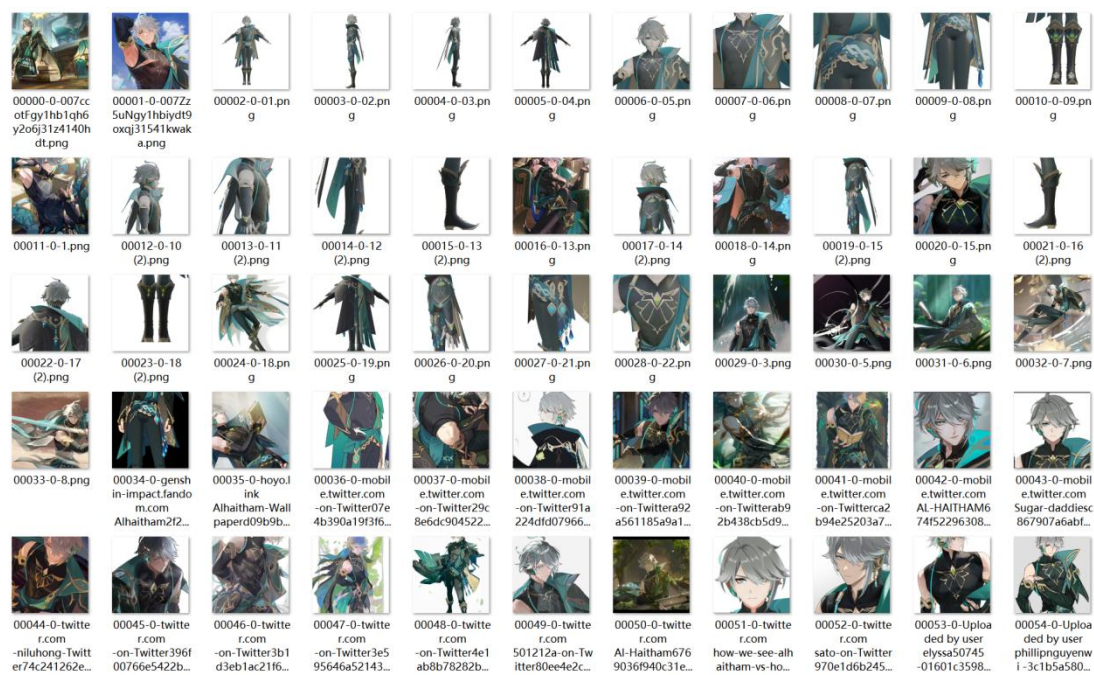 00000-0-007cc
otFgy1hb1qh6
y2o6j31z4140h
dt.png
00001-0-007Zz
5uNgy1hbiydt9
oxqj31541kwak
a.png
00002-0-01.pn
g
00003-0-02.pn
g
00004-0-03.pn
g
00005-0-04.pn
g
00006-0-05.pn
g
00007-0-06.pn
g
00008-0-07.pn
g
00009-0-08.pn
g
00010-0-09.pn
g
00011-0-1.png
00012-0-10
(2).png
00013-0-11
(2).png
00014-0-12
(2).png
00015-0-13
(2).png
00016-0-13.pn
g
00017-0-14
(2).png
00018-0-14.pn
g
00019-0-15
(2).png
00020-0-15.pn
g
00021-0-16
(2).png
00022-0-17
(2).png
00023-0-18
(2).png
00024-0-18.pn
g
00025-0-19.pn
g
00026-0-20.pn
g
00027-0-21.pn
g
00028-0-22.pn
g
00029-0-3.png
00030-0-5.png
00031-0-6.png
00032-0-7.png
00033-0-8.png
00034-0-gensh
in-impact.fando
m.com
Alhaitham2f2...
00035-0-hoyo.l
ink
Alhaitham-Wall
paperd09b9b...
00036-0-mobil
e.twitter.com
-on-Twitter07e
4b390a19f3f6...
00037-0-mobil
e.twitter.com
-on-Twitter29c
8e6dc904522...
00038-0-mobil
e.twitter.com
-on-Twitter91a
224dfd07966...
00039-0-mobil
e.twitter.com
-on-Twittera92
a561185a9a1...
00040-0-mobil
e.twitter.com
-on-Twitterab9
2b438cb5d9...
00041-0-mobil
e.twitter.com
-on-Twitterca2
b94e25203a7...
00042-0-mobil
e.twitter.com
AL-HAITHAM6
74f52296308...
00043-0-mobil
e.twitter.com
Sugar-daddiesc
867907a6abf...
00044-0-twitte
r.com
-niluhong-Twitt
er74c241262e...
00045-0-twitte
r.com
-on-Twitter396f
00766e5422b...
00046-0-twitte
r.com
-on-Twitter3b1
d3eb1ac21f6...
00047-0-twitte
r.com
-on-Twitter3e5
95646a52143...
00048-0-twitte
r.com
-on-Twitter4e1
ab8b78282b...
00049-0-twitte
r.com
501212a-on-Tw
itter80ee4e2c...
00050-0-twitte
r.com
Al-Haitham676
9036f940c31e...
00051-0-twitte
r.com
how-we-see-alh
aitham-vs-ho...
00052-0-twitte
r.com
sato-on-Twitter
970e1d6b245...
00053-0-Uploa
ded by user
elyssa50745
-01601c3598...
00054-0-Uploa
ded by user
phillipnguyenw
i -3c1b5a580...